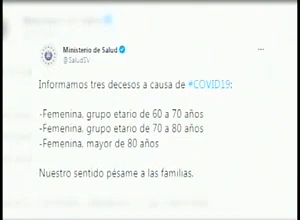 Ministerio de Salud
@SaludSV
Informamos tres decesos a causa de #COVID19:
-Femenina, grupo etario de 60 a 70 años
-Femenina, grupo etario de 70 a 80 años
-Femenina, mayor de 80 años
Nuestro sentido pésame a las familias.